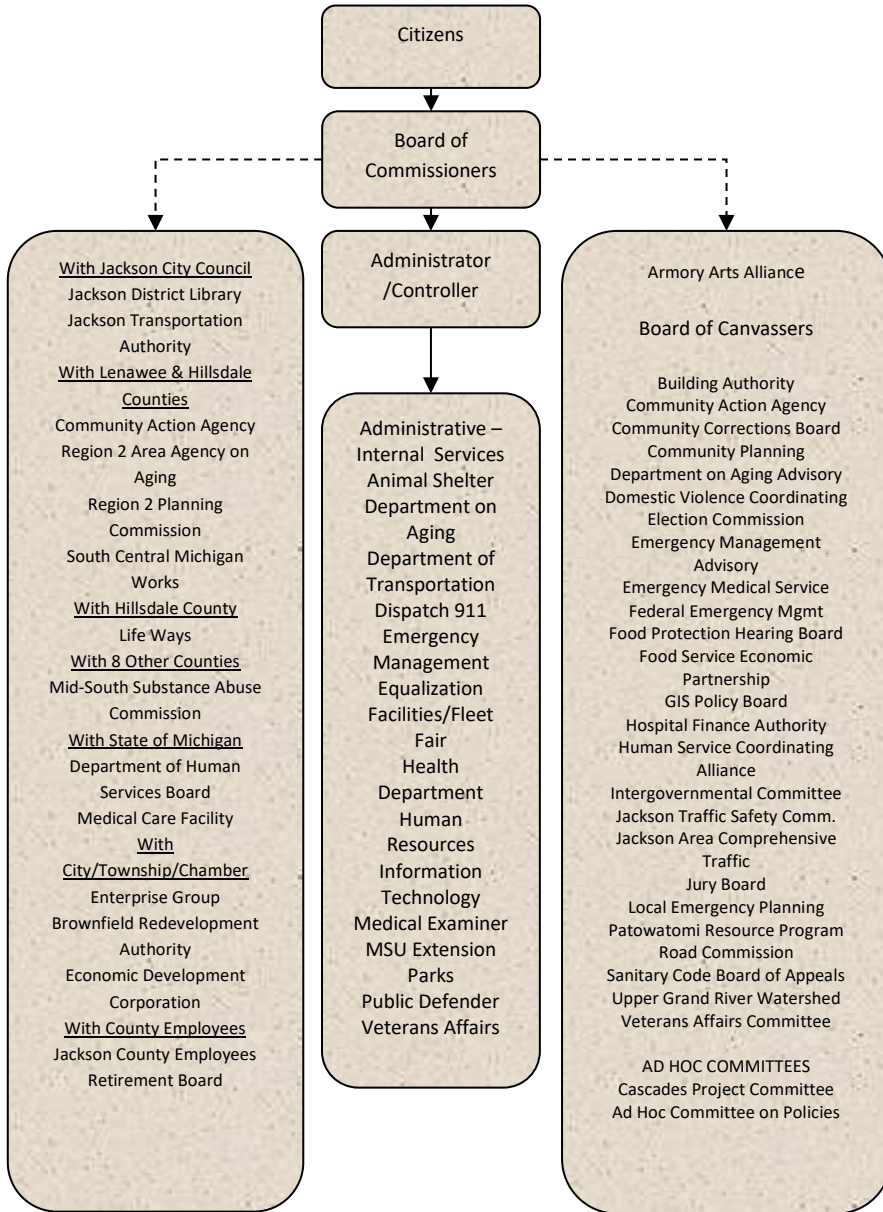 Citizens
Board of
Commissioners
Administrator
/Controller
With Jackson City Council
Jackson District Library
Jackson Transportation
Authority
With Lenawee & Hillsdale
Counties
Community Action Agency
Region 2 Area Agency on
Aging
Region 2 Planning
Commission
South Central Michigan
Works
With Hillsdale County
Life Ways
With 8 Other Counties
Mid-South Substance Abuse
Commission
With State of Michigan
Department of Human
Services Board
Medical Care Facility
With
City/Township/Chamber
Enterprise Group
Brownfield Redevelopment
Authority
Economic Development
Corporation
With County Employees
Jackson County Employees
Retirement Board
Administrative –
Internal Services
Animal Shelter
Department on
Aging
Department of
Transportation
Dispatch 911
Emergency
Management
Equalization
Facilities/Fleet
Fair
Health
Department
Human
Resources
Information
Technology
Medical Examiner
MSU Extension
Parks
Public Defender
Veterans Affairs
Armory Arts Alliance
Board of Canvassers
Building Authority
Community Action Agency
Community Corrections Board
Community Planning
Department on Aging Advisory
Domestic Violence Coordinating
Election Commission
Emergency Management
Advisory
Emergency Medical Service
Federal Emergency Mgmt
Food Protection Hearing Board
Food Service Economic
Partnership
GIS Policy Board
Hospital Finance Authority
Human Service Coordinating
Alliance
Intergovernmental Committee
Jackson Traffic Safety Comm.
Jackson Area Comprehensive
Traffic
Jury Board
Local Emergency Planning
Patowatomi Resource Program
Road Commission
Sanitary Code Board of Appeals
Upper Grand River Watershed
Veterans Affairs Committee
AD HOC COMMITTEES
Cascades Project Committee
Ad Hoc Committee on Policies